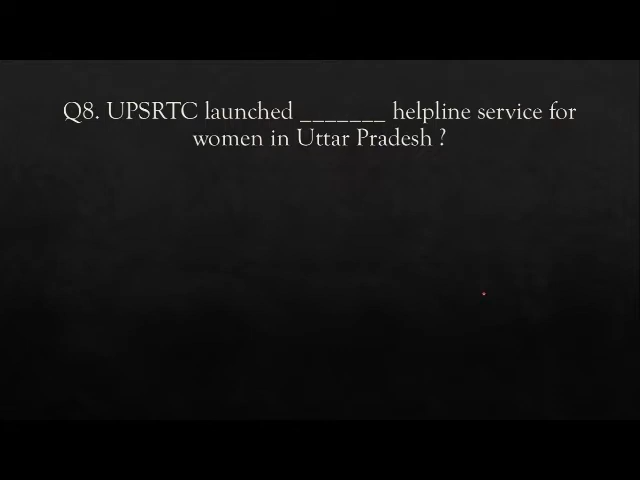 Q8. UPSRTC launched _______ helpline service for
women in Uttar Pradesh ?